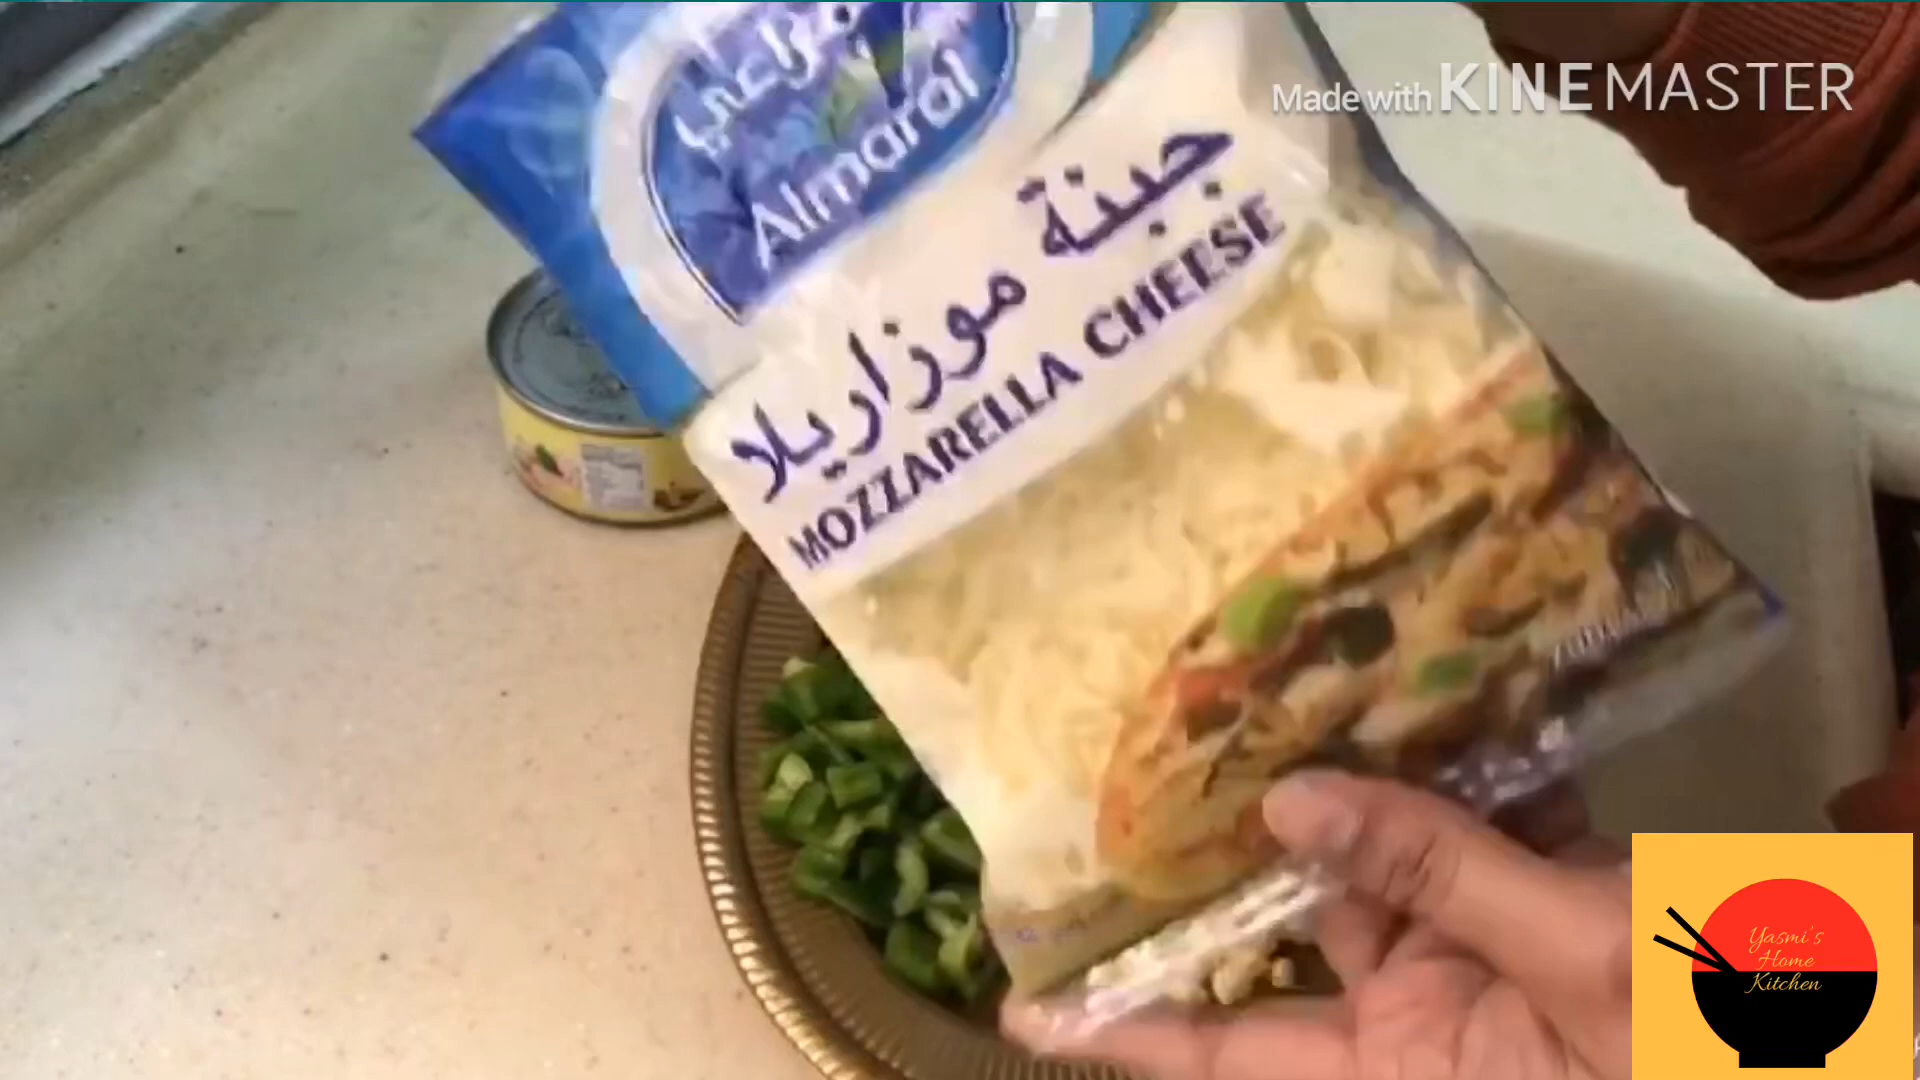 Made with KINEMASTER
المراعي
Almarai
جبنة
موزاريلا
MOZZARELLA CHEESE
Yasmi's
Home
Kitchen